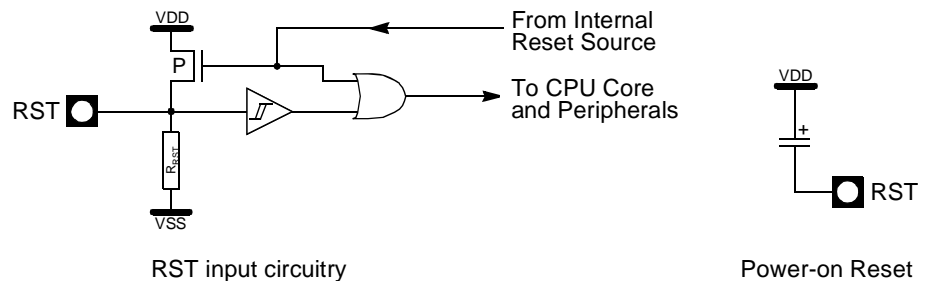 VDD
From Internal
Reset Source
P
To CPU Core
and Peripherals
RST
RRST
VSS
RST input circuitry
VDD
+
RST
Power-on Reset